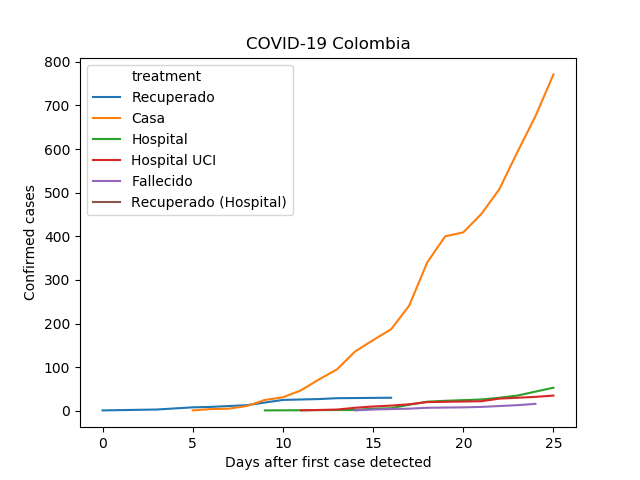 COVID-19 Colombia
treatment
Recuperado
Casa
Hospital
Hospital UCI
Fallecido
Recuperado (Hospital)
Confirmed cases
800
700
600
500
400
300
200
100
0
0 5 10 15 20 25
Days after first case detected